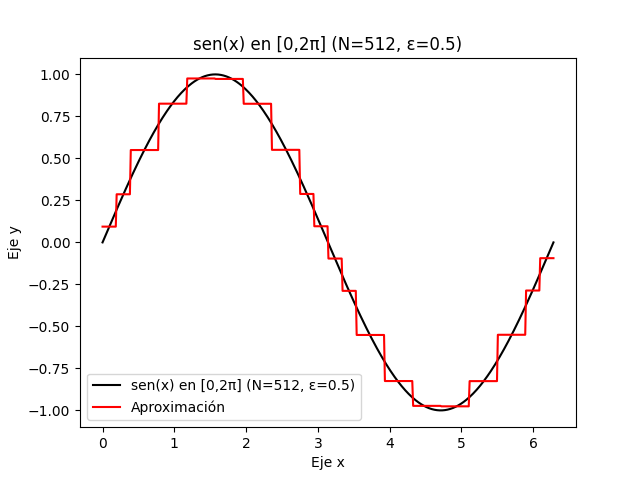 sen(x) en [0,2π] (N=512, ε=0.5)
1.00
0.75
0.50
0.25
0.00
−0.25
−0.50
−0.75
−1.00
Eje y
sen(x) en [0,2π] (N=512, ε=0.5)
Aproximación
0 1 2 3 4 5 6
Eje x